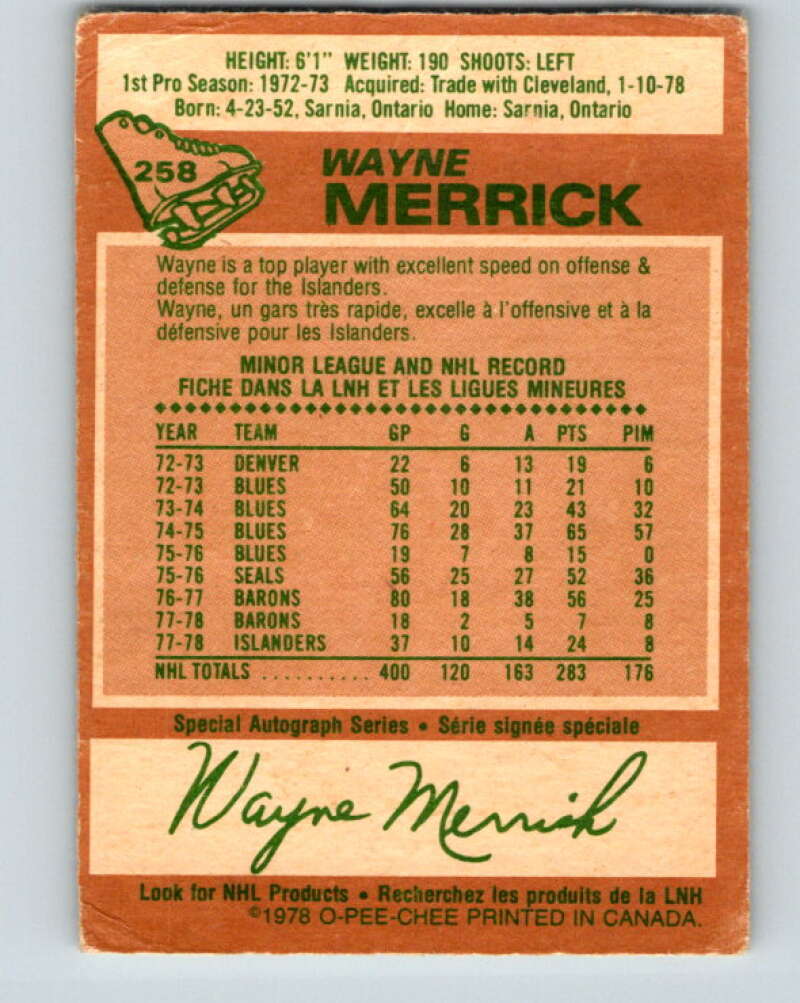 HEIGHT: 6'1" WEIGHT: 190 SHOOTS: LEFT
1st Pro Season: 1972-73 Acquired: Trade with Cleveland, 1-10-78
Born: 4-23-52, Sarnia, Ontario Home: Sarnia, Ontario
258
WAYNE
MERRICK
Wayne is a top player with excellent speed on offense &
defense for the Islanders.
Wayne, un gars très rapide, excelle à l'offensive et à la
défensive pour les Islanders.
MINOR LEAGUE AND NHL RECORD
FICHE DANS LA LNH ET LES LIGUES MINEURES
YEAR TEAM GP G A PTS PIM
72-73 DENVER 22 6 13 19 6
72-73 BLUES 50 10 11 21 10
73-74 BLUES 64 20 23 43 32
74-75 BLUES 76 28 37 65 57
75-76 BLUES 19 7 8 15 0
75-76 SEALS 56 25 27 52 36
76-77 BARONS 80 18 38 56 25
77-78 BARONS 18 2 5 7 8
77-78 ISLANDERS 37 10 14 24 8
NHL TOTALS .......... 400 120 163 283 176
Special Autograph Series • Série signée spéciale
Wayne Merrick
Look for NHL Products • Recherchez les produits de la LNH
©1978 O-PEE-CHEE PRINTED IN CANADA.